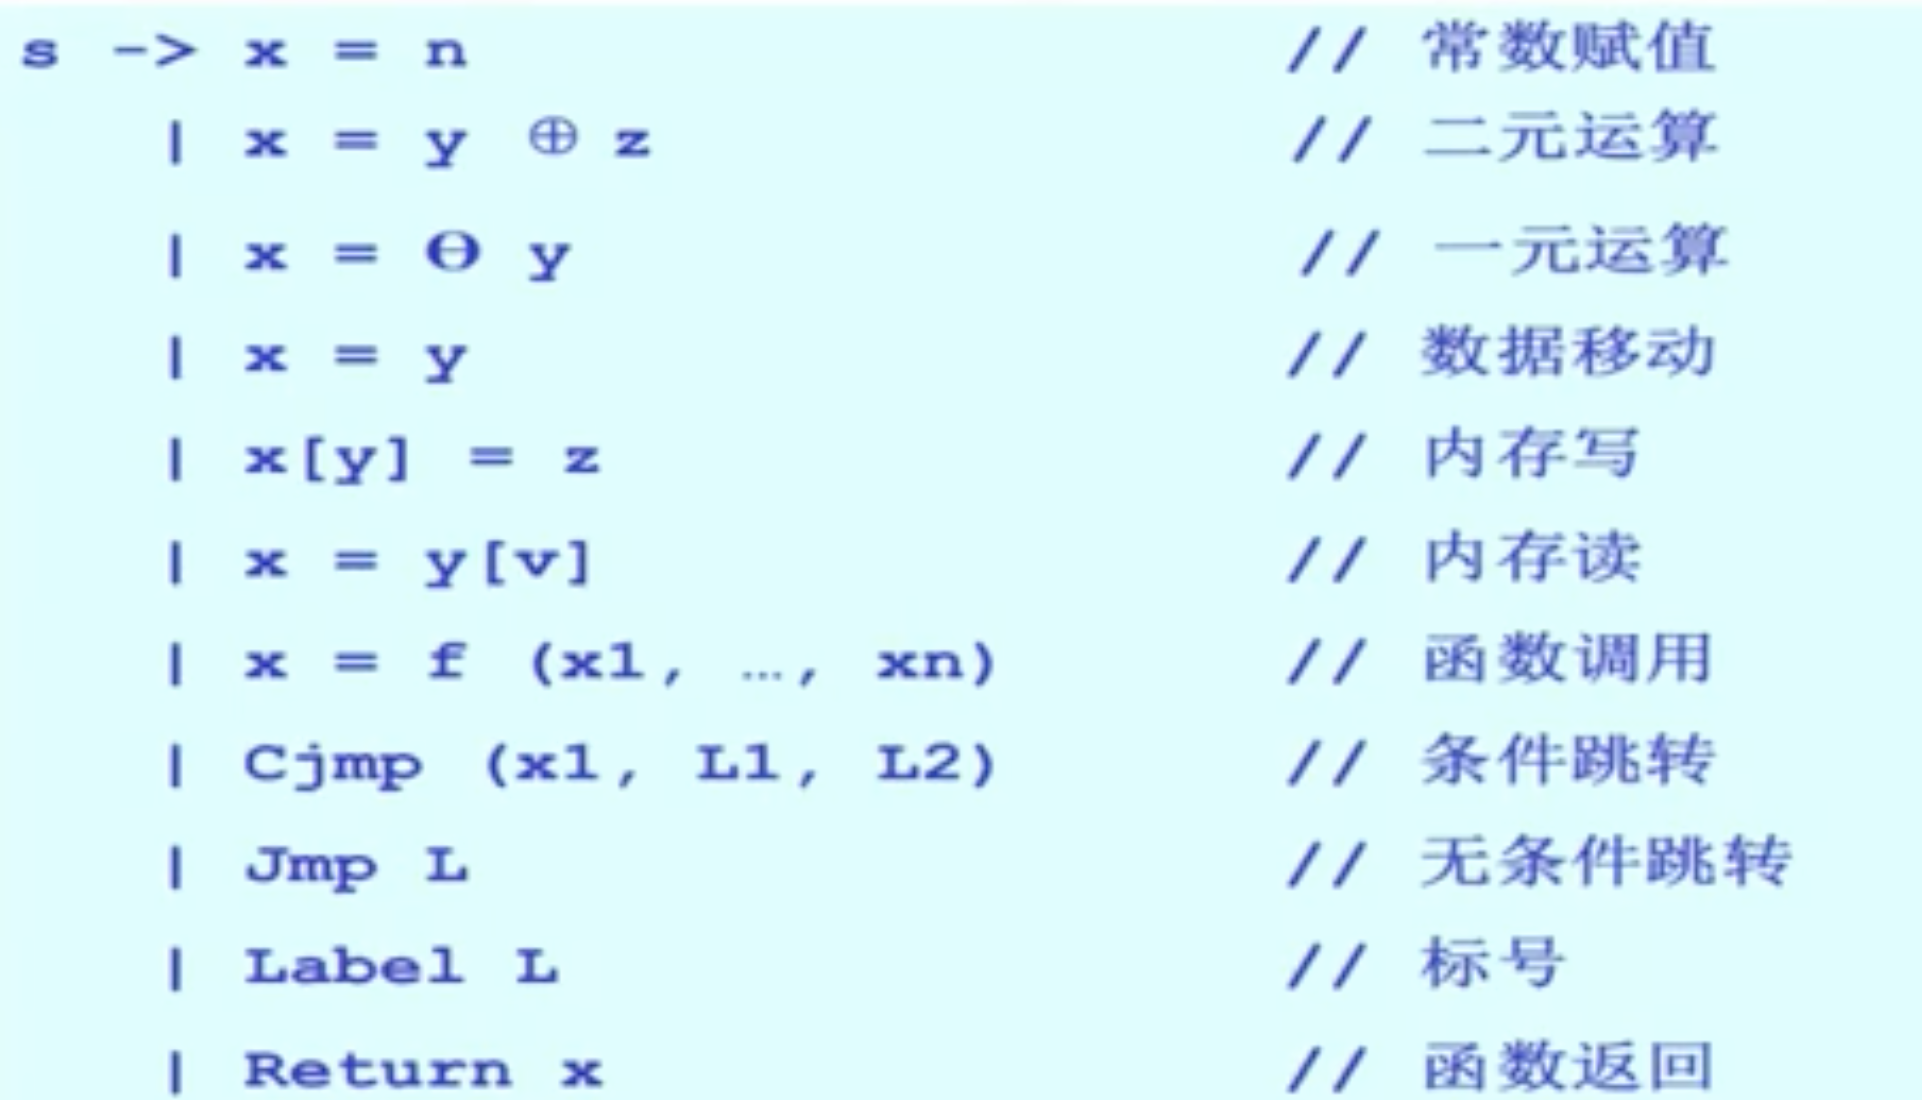 s -> x = n // 常数赋值
| x = y ⊕ z // 二元运算
| x = Θ y // 一元运算
| x = y // 数据移动
| x[y] = z // 内存写
| x = y[v] // 内存读
| x = f (x1, …, xn) // 函数调用
| Cjmp (x1, L1, L2) // 条件跳转
| Jmp L // 无条件跳转
| Label L // 标号
| Return x // 函数返回